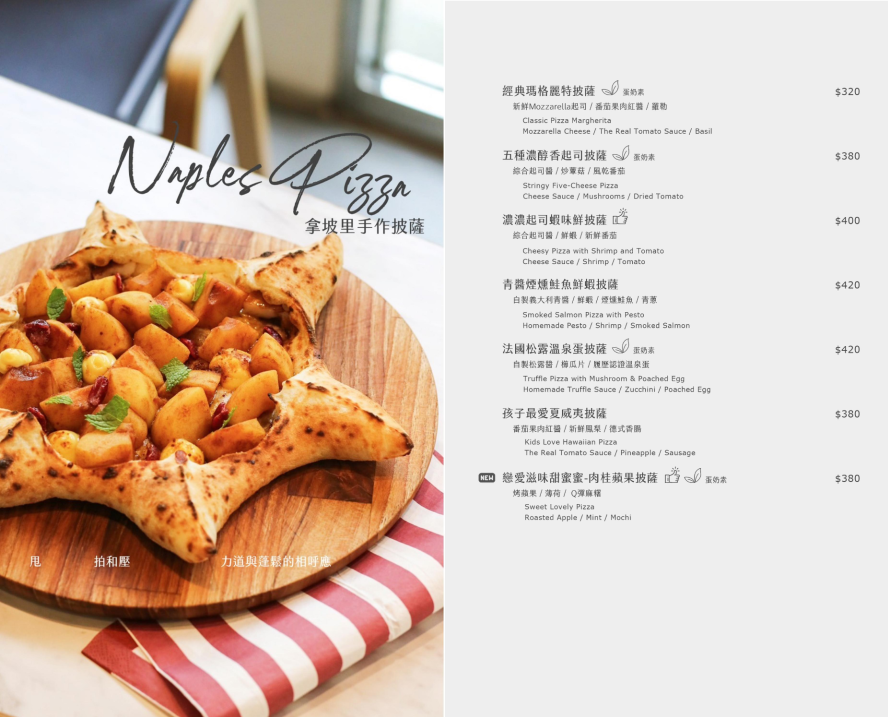 Naples Pizza
拿坡里手作披薩
甩 拍和壓 力道與蓬鬆的相呼應
經典瑪格麗特披薩 蛋奶素 $320
新鮮Mozzarella起司 / 番茄果肉紅醬 / 羅勒
Classic Pizza Margherita
Mozzarella Cheese / The Real Tomato Sauce / Basil
五種濃醇香起司披薩 蛋奶素 $380
綜合起司醬 / 炒蕈菇 / 風乾番茄
Stringy Five-Cheese Pizza
Cheese Sauce / Mushrooms / Dried Tomato
濃濃起司蝦味鮮披薩 $400
綜合起司醬 / 鮮蝦 / 新鮮番茄
Cheesy Pizza with Shrimp and Tomato
Cheese Sauce / Shrimp / Tomato
青醬煙燻鮭魚鮮蝦披薩 $420
自製義大利青醬 / 鮮蝦 / 煙燻鮭魚 / 青蔥
Smoked Salmon Pizza with Pesto
Homemade Pesto / Shrimp / Smoked Salmon
法國松露溫泉蛋披薩 蛋奶素 $420
自製松露醬 / 櫛瓜片 / 履歷認證溫泉蛋
Truffle Pizza with Mushroom & Poached Egg
Homemade Truffle Sauce / Zucchini / Poached Egg
孩子最愛夏威夷披薩 $380
番茄果肉紅醬 / 新鮮鳳梨 / 德式香腸
Kids Love Hawaiian Pizza
The Real Tomato Sauce / Pineapple / Sausage
NEW 戀愛滋味甜蜜蜜-肉桂蘋果披薩 蛋奶素 $380
烤蘋果 / 薄荷 / Q彈麻糬
Sweet Lovely Pizza
Roasted Apple / Mint / Mochi